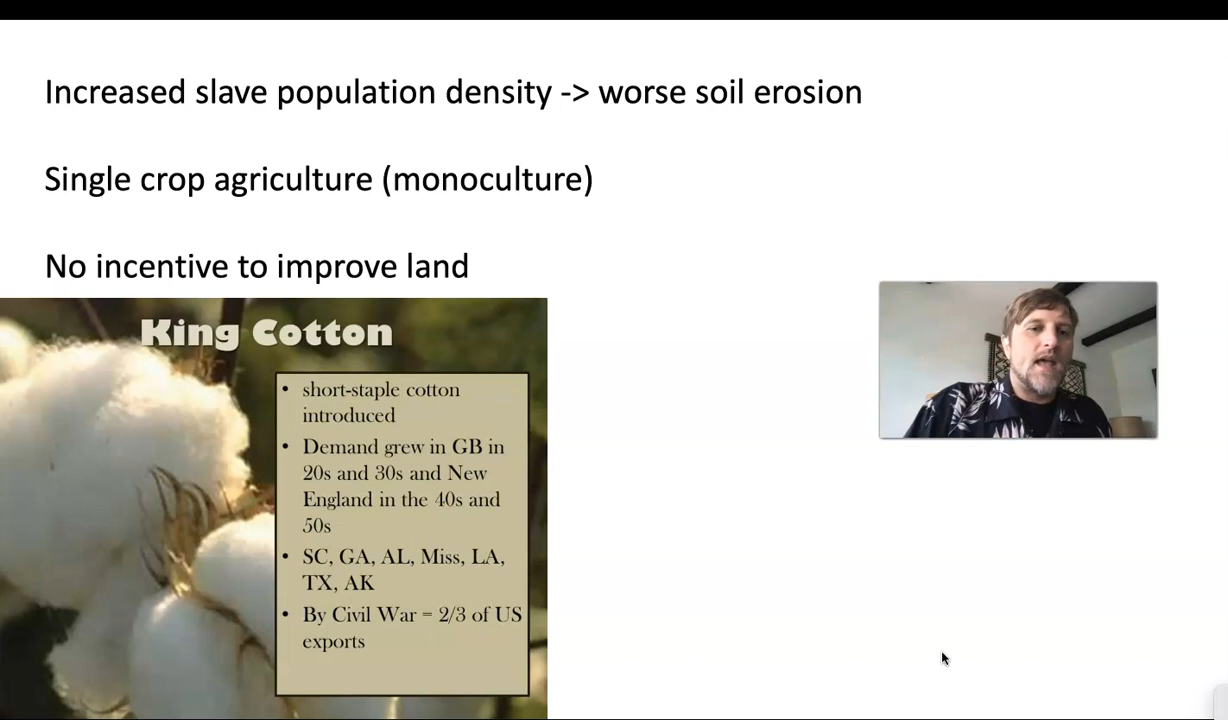 Increased slave population density -> worse soil erosion
Single crop agriculture (monoculture)
No incentive to improve land
King Cotton
• short-staple cotton
introduced
• Demand grew in GB in
20s and 30s and New
England in the 40s and
50s
• SC, GA, AL, Miss, LA,
TX, AK
• By Civil War = 2/3 of US
exports